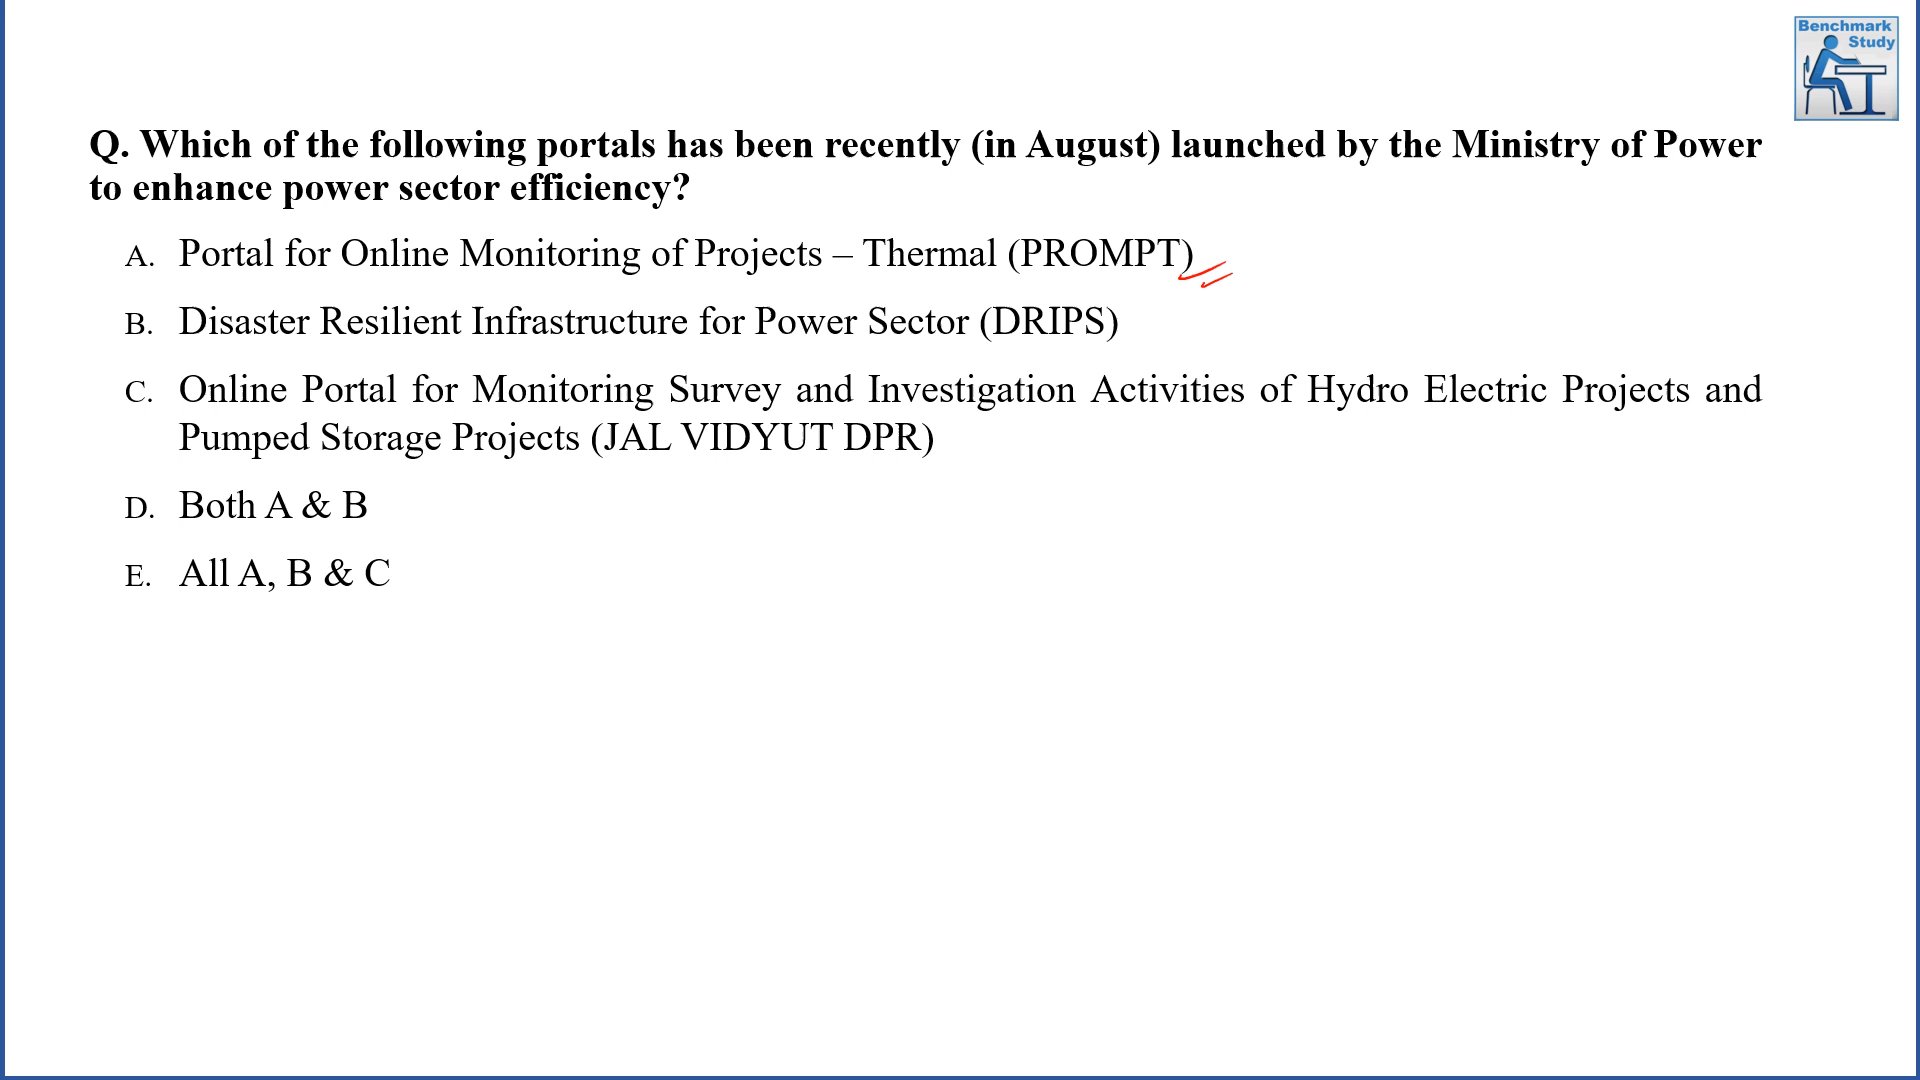 Benchmark
Study
Q. Which of the following portals has been recently (in August) launched by the Ministry of Power
to enhance power sector efficiency?
A. Portal for Online Monitoring of Projects – Thermal (PROMPT)
B. Disaster Resilient Infrastructure for Power Sector (DRIPS)
C. Online Portal for Monitoring Survey and Investigation Activities of Hydro Electric Projects and
Pumped Storage Projects (JAL VIDYUT DPR)
D. Both A & B
E. All A, B & C